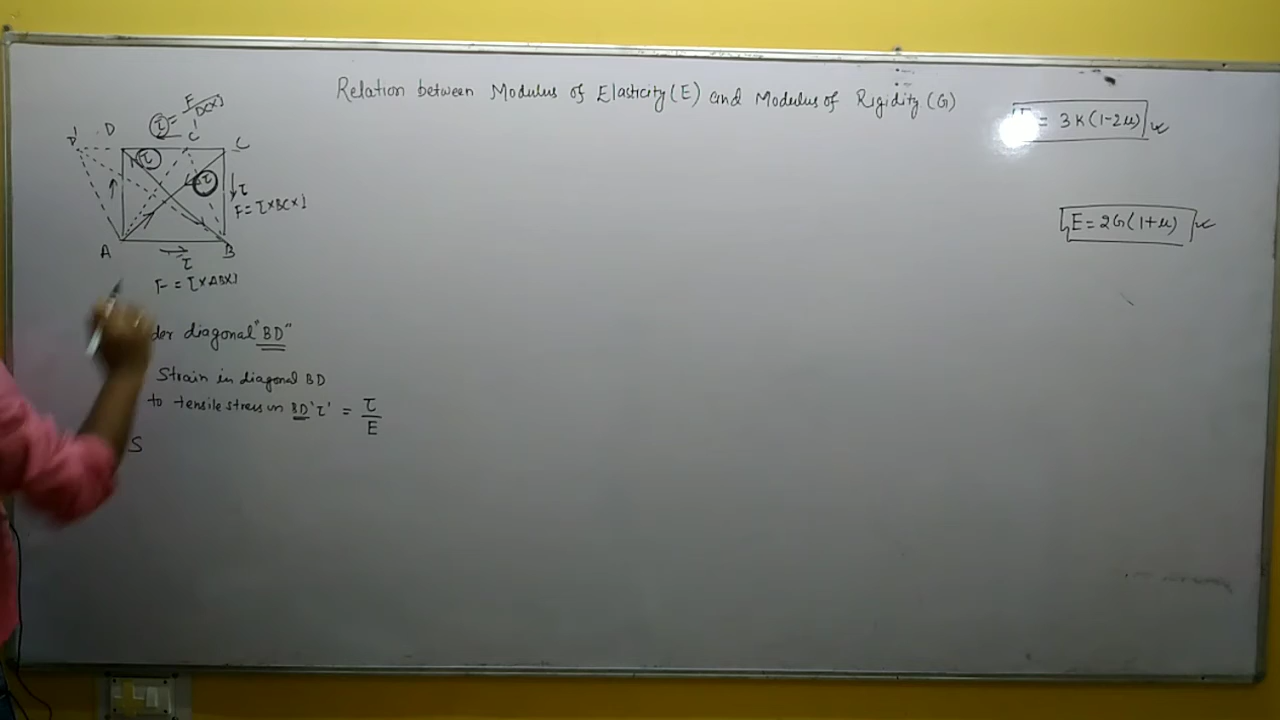 Relation between Modulus of Elasticity (E) and Modulus of Rigidity (G)
= 3K(1-2μ)
E = 2G(1+μ)
τ = F
D' D C' C
τ
τ
τ
F = τ×BC×1
A B
τ
F = τ×AB×1
der diagonal "BD"
Strain in diagonal BD
to tensile stress in BD 'τ' = τ/E
S